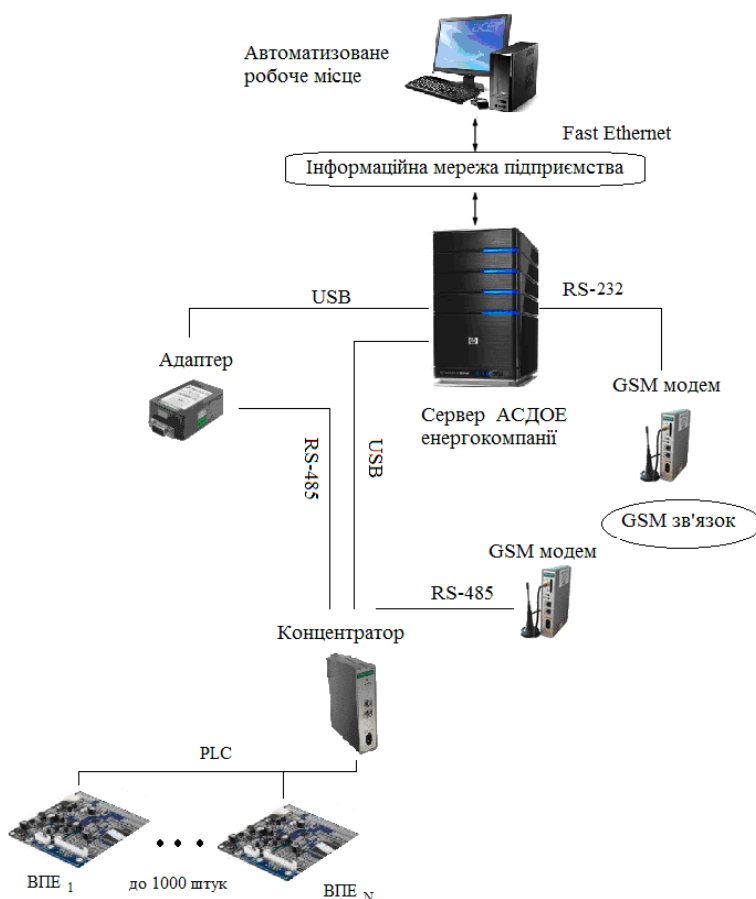 Автоматизоване
робоче місце
acer
Fast Ethernet
Інформаційна мережа підприємства
USB
RS-232
Адаптер
GSM модем
Сервер АСДОЕ
енергокомпанії
RS-485
USB
GSM зв'язок
GSM модем
RS-485
Концентратор
PLC
ВПЕ 1
до 1000 штук
ВПЕ N